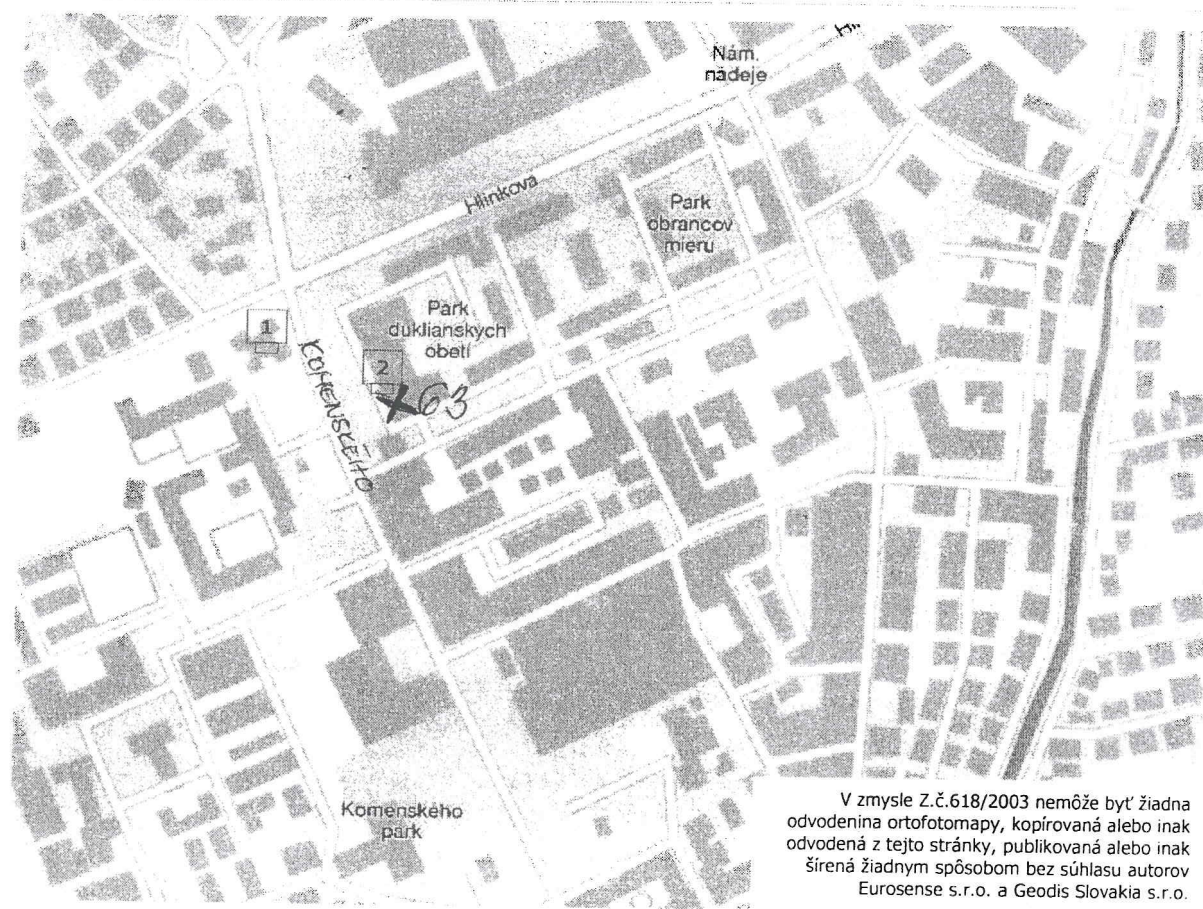 Nám.
nádeje
Hlinkova
Park
obrancov
mieru
Park
duklianskych
obetí
1
2
63
KOMENSKÉHO
Komenského
park
V zmysle Z.č.618/2003 nemôže byť žiadna
odvodenina ortofotomapy, kopírovaná alebo inak
odvodená z tejto stránky, publikovaná alebo inak
šírená žiadnym spôsobom bez súhlasu autorov
Eurosense s.r.o. a Geodis Slovakia s.r.o.